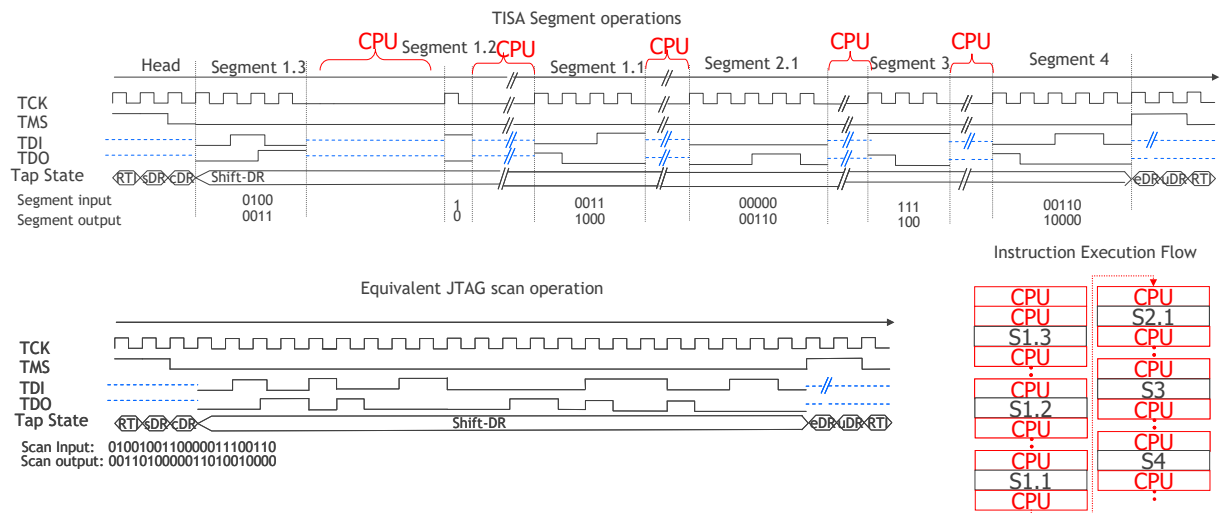 TISA Segment operations
CPU
Segment 1.2
CPU
CPU
CPU
CPU
Head
Segment 1.3
Segment 1.1
Segment 2.1
Segment 3
Segment 4
TCK
TMS
TDI
TDO
Tap State
RTI sDR cDR Shift-DR eDR uDR RTI
Segment input 0100 1 0011 00000 111 00110
Segment output 0011 0 1000 00110 100 10000
Equivalent JTAG scan operation
TCK
TMS
TDI
TDO
Tap State
RTI sDR cDR Shift-DR eDR uDR RTI
Scan Input: 0100100110000011100110
Scan output: 0011010000011010010000
Instruction Execution Flow
CPU
CPU
S1.3
CPU
CPU
S1.2
CPU
CPU
S1.1
CPU
CPU
S2.1
CPU
CPU
S3
CPU
CPU
S4
CPU